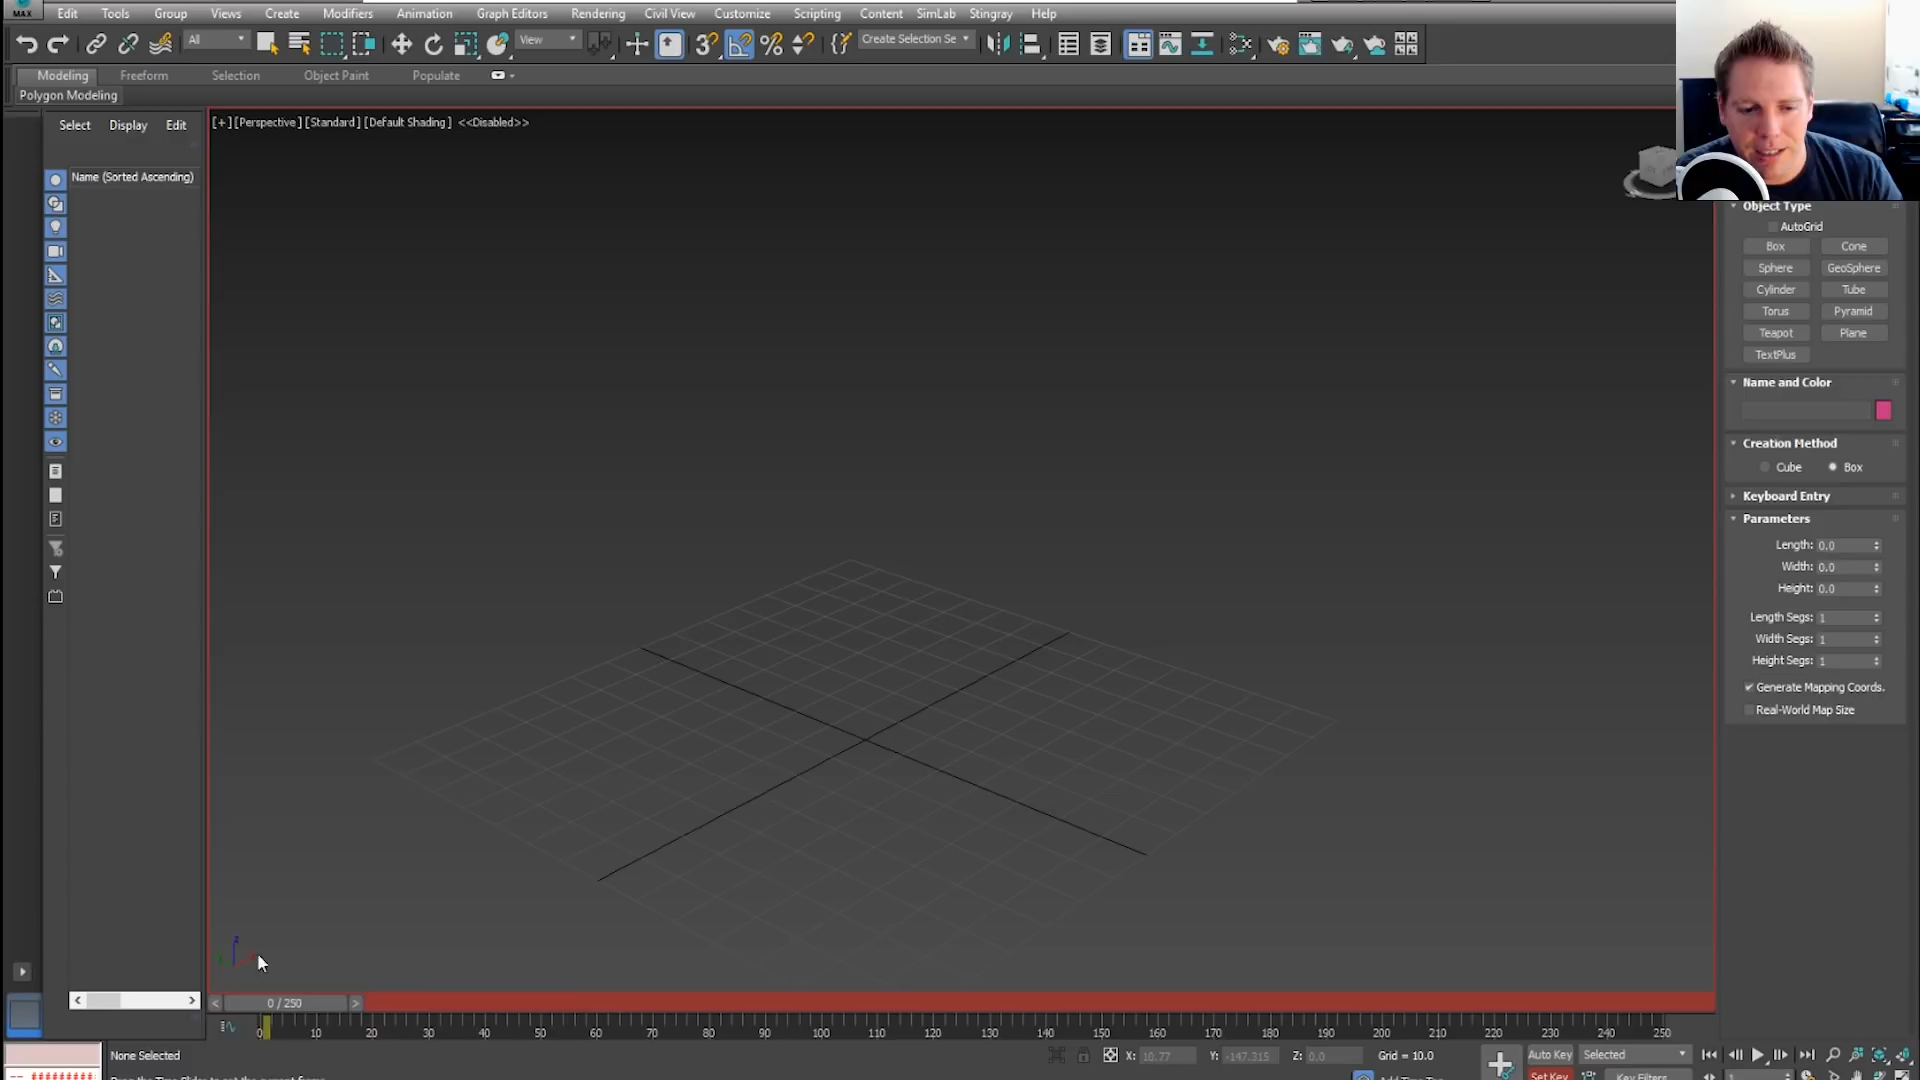 MAX Edit Tools Group Views Create Modifiers Animation Graph Editors Rendering Civil View Customize Scripting Content SimLab Stingray Help
All View Create Selection Se
Modeling Freeform Selection Object Paint Populate
Polygon Modeling
Select Display Edit
[+][Perspective][Standard][Default Shading] <<Disabled>>
Name (Sorted Ascending)
Object Type
AutoGrid
Box Cone
Sphere GeoSphere
Cylinder Tube
Torus Pyramid
Teapot Plane
TextPlus
Name and Color
Creation Method
Cube Box
Keyboard Entry
Parameters
Length: 0.0
Width: 0.0
Height: 0.0
Length Segs: 1
Width Segs: 1
Height Segs: 1
Generate Mapping Coords.
Real-World Map Size
z
< 0 / 250 >
0 10 20 30 40 50 60 70 80 90 100 110 120 130 140 150 160 170 180 190 200 210 220 230 240 250
None Selected X: 10.77 Y: -147.315 Z: 0.0 Grid = 10.0 Auto Key Selected
Set Key Key Filters